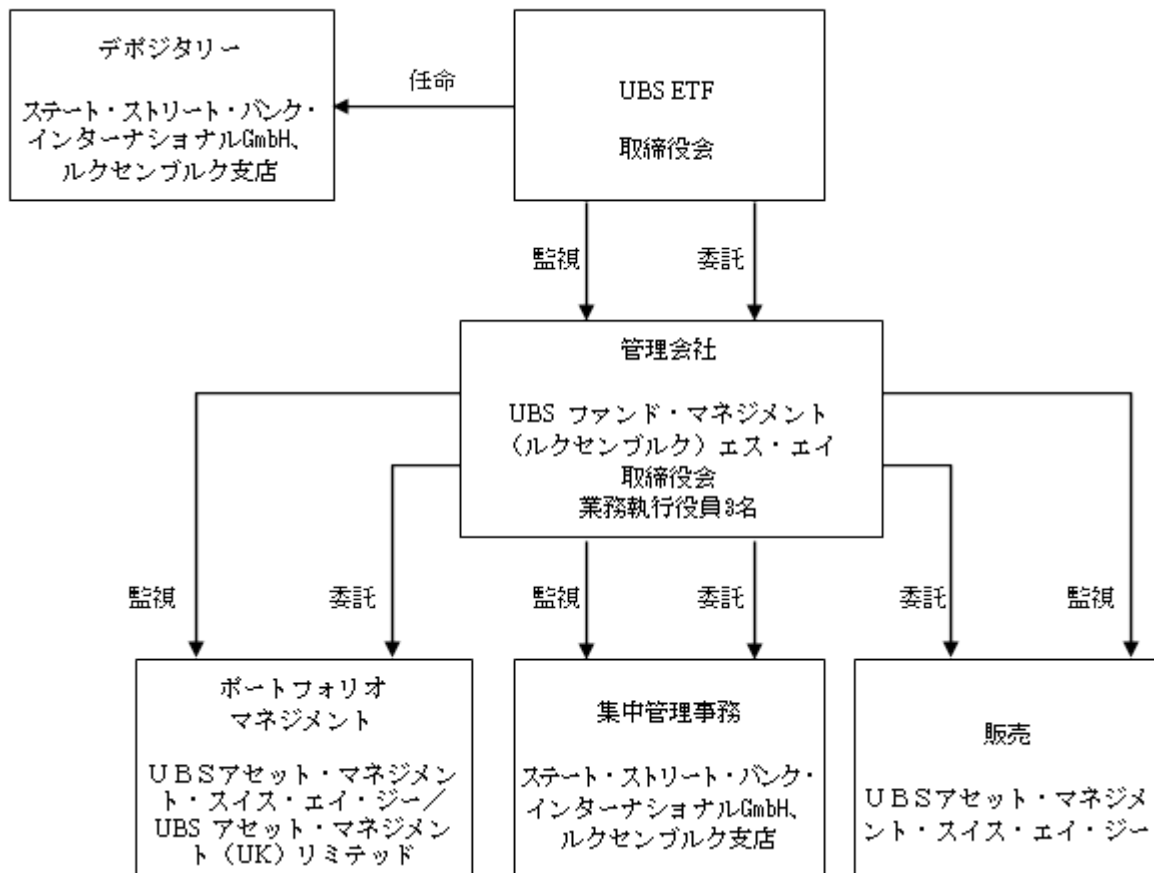 デポジタリー
ステート・ストリート・バンク・
インターナショナルGmbH、
ルクセンブルク支店
任命
UBS ETF
取締役会
監視
委託
管理会社
UBS ファンド・マネジメント
（ルクセンブルク）エス・エイ
取締役会
業務執行役員3名
監視
委託
監視
委託
委託
監視
ポートフォリオ
マネジメント
ＵＢＳアセット・マネジメン
ト・スイス・エイ・ジー／
UBS アセット・マネジメン
ト（UK）リミテッド
集中管理事務
ステート・ストリート・バンク・
インターナショナルGmbH、
ルクセンブルク支店
販売
ＵＢＳアセット・マネジメ
ント・スイス・エイ・ジー